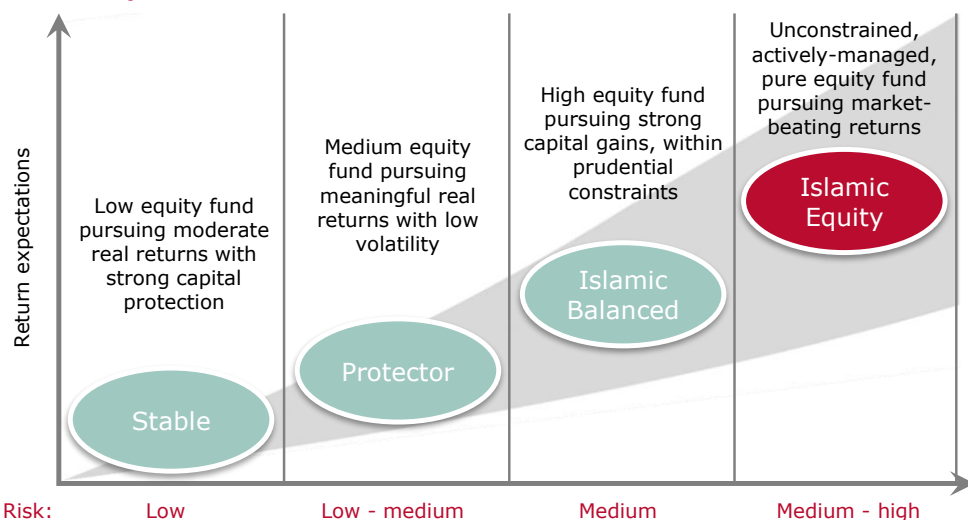 Return expectations
Low equity fund
pursuing moderate
real returns with
strong capital
protection
Stable
Medium equity
fund pursuing
meaningful real
returns with low
volatility
Protector
High equity fund
pursuing strong
capital gains, within
prudential
constraints
Islamic
Balanced
Unconstrained,
actively-managed,
pure equity fund
pursuing market-
beating returns
Islamic
Equity
Risk: Low Low - medium Medium Medium - high